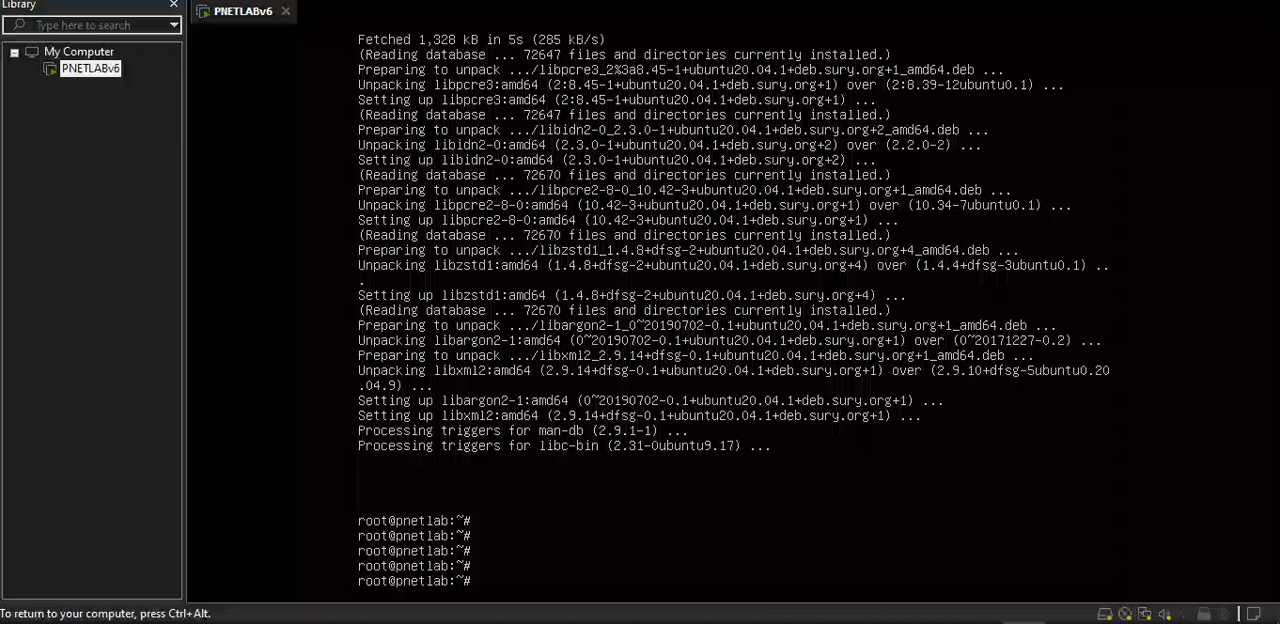 Library
Type here to search
My Computer
PNETLABv6
PNETLABv6
Fetched 1,328 kB in 5s (285 kB/s)
(Reading database ... 72647 files and directories currently installed.)
Preparing to unpack .../libpcre3_2%3a8.45-1+ubuntu20.04.1+deb.sury.org+1_amd64.deb ...
Unpacking libpcre3:amd64 (2:8.45-1+ubuntu20.04.1+deb.sury.org+1) over (2:8.39-12ubuntu0.1) ...
Setting up libpcre3:amd64 (2:8.45-1+ubuntu20.04.1+deb.sury.org+1) ...
(Reading database ... 72647 files and directories currently installed.)
Preparing to unpack .../libidn2-0_2.3.0-1+ubuntu20.04.1+deb.sury.org+2_amd64.deb ...
Unpacking libidn2-0:amd64 (2.3.0-1+ubuntu20.04.1+deb.sury.org+2) over (2.2.0-2) ...
Setting up libidn2-0:amd64 (2.3.0-1+ubuntu20.04.1+deb.sury.org+2) ...
(Reading database ... 72670 files and directories currently installed.)
Preparing to unpack .../libpcre2-8-0_10.42-3+ubuntu20.04.1+deb.sury.org+1_amd64.deb ...
Unpacking libpcre2-8-0:amd64 (10.42-3+ubuntu20.04.1+deb.sury.org+1) over (10.34-7ubuntu0.1) ...
Setting up libpcre2-8-0:amd64 (10.42-3+ubuntu20.04.1+deb.sury.org+1) ...
(Reading database ... 72670 files and directories currently installed.)
Preparing to unpack .../libzstd1_1.4.8+dfsg-2+ubuntu20.04.1+deb.sury.org+4_amd64.deb ...
Unpacking libzstd1:amd64 (1.4.8+dfsg-2+ubuntu20.04.1+deb.sury.org+4) over (1.4.4+dfsg-3ubuntu0.1) ..
.
Setting up libzstd1:amd64 (1.4.8+dfsg-2+ubuntu20.04.1+deb.sury.org+4) ...
(Reading database ... 72670 files and directories currently installed.)
Preparing to unpack .../libargon2-1_0~20190702-0.1+ubuntu20.04.1+deb.sury.org+1_amd64.deb ...
Unpacking libargon2-1:amd64 (0~20190702-0.1+ubuntu20.04.1+deb.sury.org+1) over (0~20171227-0.2) ...
Preparing to unpack .../libxml2_2.9.14+dfsg-0.1+ubuntu20.04.1+deb.sury.org+1_amd64.deb ...
Unpacking libxml2:amd64 (2.9.14+dfsg-0.1+ubuntu20.04.1+deb.sury.org+1) over (2.9.10+dfsg-5ubuntu0.20
.04.9) ...
Setting up libargon2-1:amd64 (0~20190702-0.1+ubuntu20.04.1+deb.sury.org+1) ...
Setting up libxml2:amd64 (2.9.14+dfsg-0.1+ubuntu20.04.1+deb.sury.org+1) ...
Processing triggers for man-db (2.9.1-1) ...
Processing triggers for libc-bin (2.31-0ubuntu9.17) ...
root@pnetlab:~#
root@pnetlab:~#
root@pnetlab:~#
root@pnetlab:~#
root@pnetlab:~#
To return to your computer, press Ctrl+Alt.